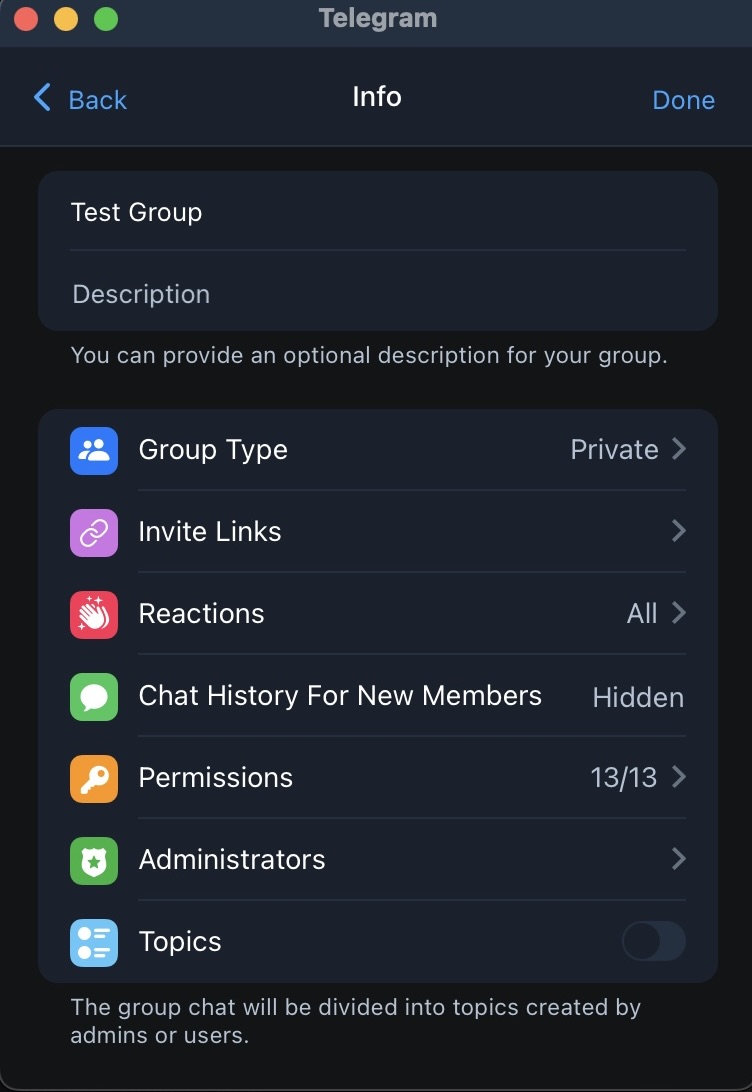 Telegram
Back
Info
Done
Test Group
Description
You can provide an optional description for your group.
Group Type
Private
Invite Links
Reactions
All
Chat History For New Members
Hidden
Permissions
13/13
Administrators
Topics
The group chat will be divided into topics created by
admins or users.